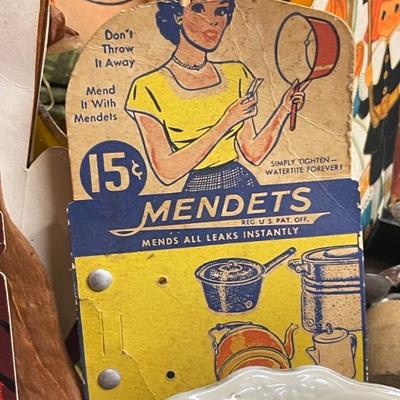 Don't
Throw
It Away
Mend
It With
Mendets
15¢
SIMPLY TIGHTEN—
WATERTITE FOREVER!
MENDETS
REG. U.S. PAT. OFF.
MENDS ALL LEAKS INSTANTLY